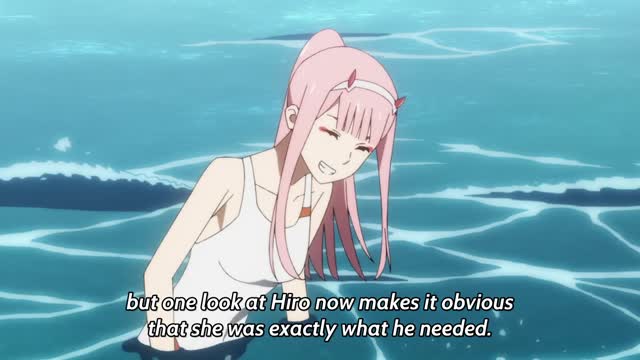 but one look at Hiro now makes it obvious
that she was exactly what he needed.